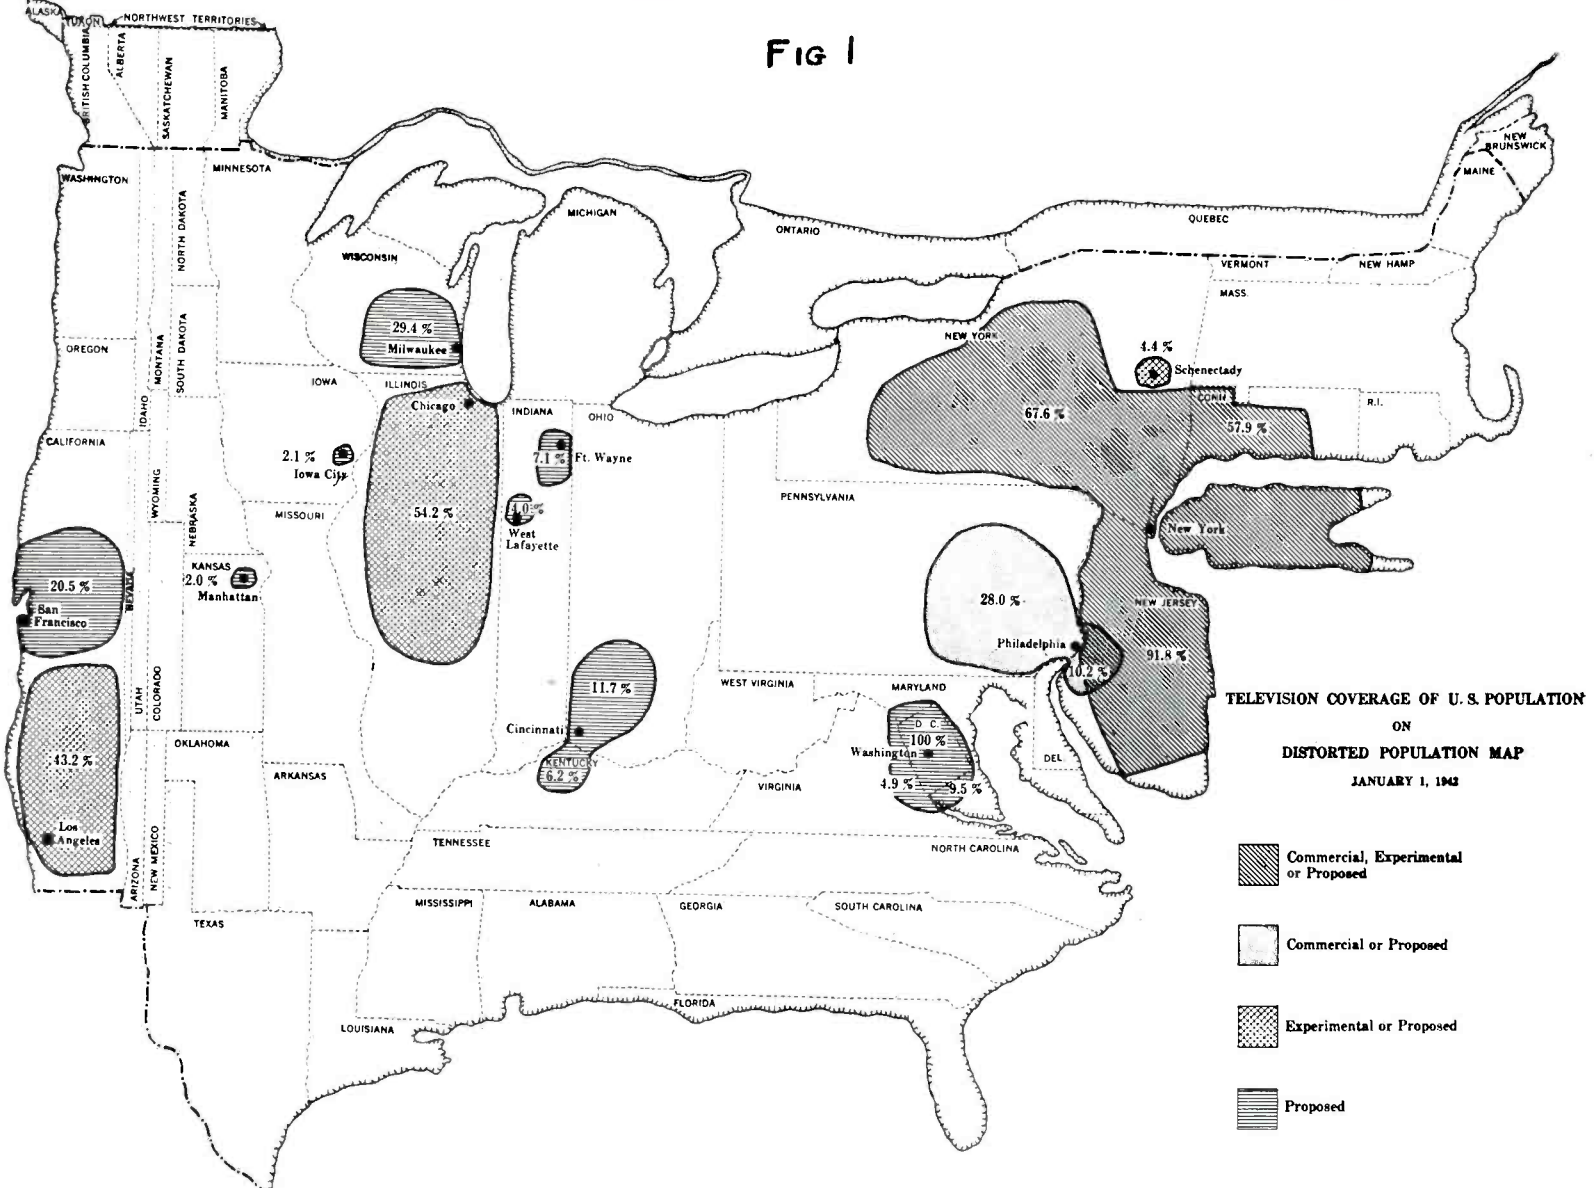 FIG 1
ALASKA
YUKON
NORTHWEST TERRITORIES
BRITISH COLUMBIA
ALBERTA
SASKATCHEWAN
MANITOBA
NEW
BRUNSWICK
MAINE
WASHINGTON
MINNESOTA
NORTH DAKOTA
MICHIGAN
ONTARIO
QUEBEC
WISCONSIN
VERMONT
NEW HAMP
MASS.
29.4 %
Milwaukee
NEW YORK
4.4 %
Schenectady
OREGON
MONTANA
SOUTH DAKOTA
IOWA
ILLINOIS
Chicago
INDIANA
OHIO
IDAHO
67.6 %
CONN.
57.9 %
R.I.
CALIFORNIA
2.1 %
Iowa City
7.1 %
Ft. Wayne
WYOMING
NEBRASKA
MISSOURI
54.2 %
4.0 %
West
Lafayette
PENNSYLVANIA
New York
KANSAS
2.0 %
Manhattan
20.5 %
San
Francisco
NEVADA
28.0 %
NEW JERSEY
Philadelphia
91.8 %
10.2 %
UTAH
COLORADO
11.7 %
WEST VIRGINIA
MARYLAND
Cincinnati
D. C.
100 %
Washington
DEL.
OKLAHOMA
43.2 %
ARKANSAS
KENTUCKY
6.2 %
VIRGINIA
4.9 %
9.5 %
Los
Angeles
ARIZONA
NEW MEXICO
TENNESSEE
NORTH CAROLINA
MISSISSIPPI
ALABAMA
GEORGIA
SOUTH CAROLINA
TEXAS
LOUISIANA
FLORIDA
TELEVISION COVERAGE OF U. S. POPULATION
ON
DISTORTED POPULATION MAP
JANUARY 1, 1942
Commercial, Experimental
or Proposed
Commercial or Proposed
Experimental or Proposed
Proposed